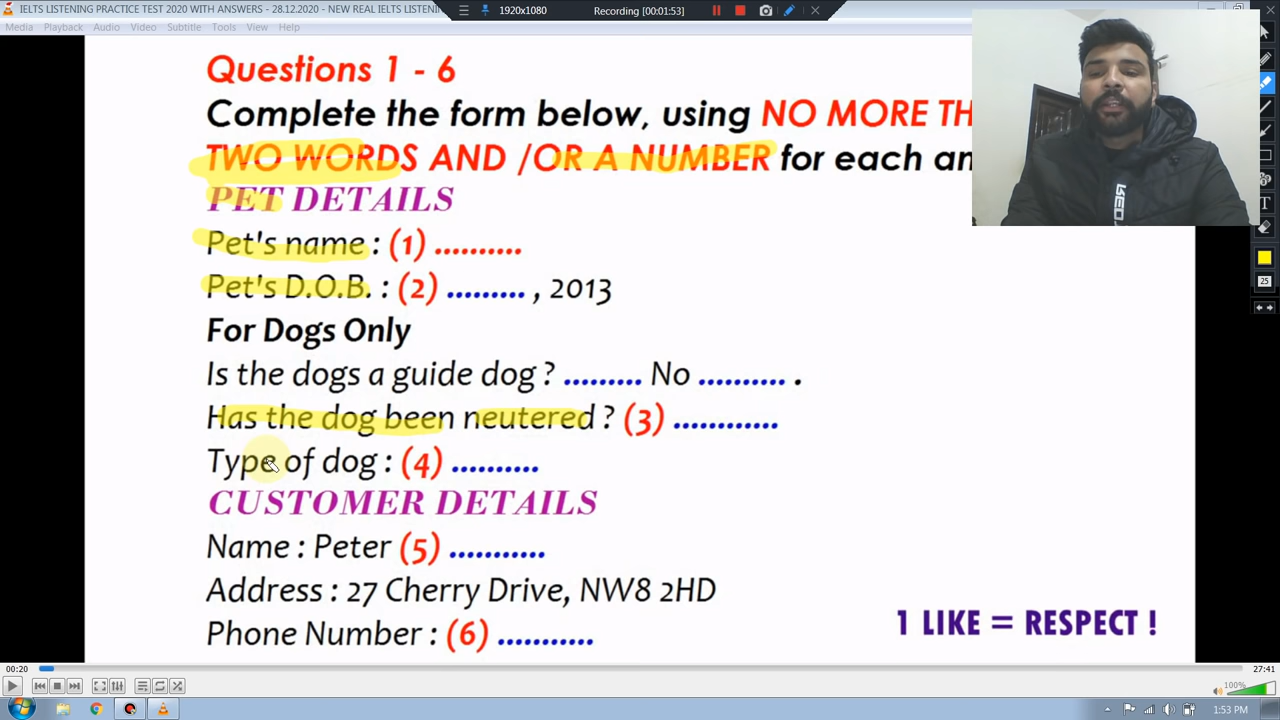 IELTS LISTENING PRACTICE TEST 2020 WITH ANSWERS - 28.12.2020 - NEW REAL IELTS LISTENING
1920x1080
Recording [00:01:53]
Media Playback Audio Video Subtitle Tools View Help
Questions 1 - 6
Complete the form below, using NO MORE TH
TWO WORDS AND /OR A NUMBER for each an
PET DETAILS
Pet's name : (1) ..........
Pet's D.O.B. : (2) ......... , 2013
For Dogs Only
Is the dogs a guide dog ? ......... No .......... .
Has the dog been neutered ? (3) ............
Type of dog : (4) ..........
CUSTOMER DETAILS
Name : Peter (5) ...........
Address : 27 Cherry Drive, NW8 2HD
Phone Number : (6) ...........
1 LIKE = RESPECT !
T
25
00:20
27:41
100%
1:53 PM